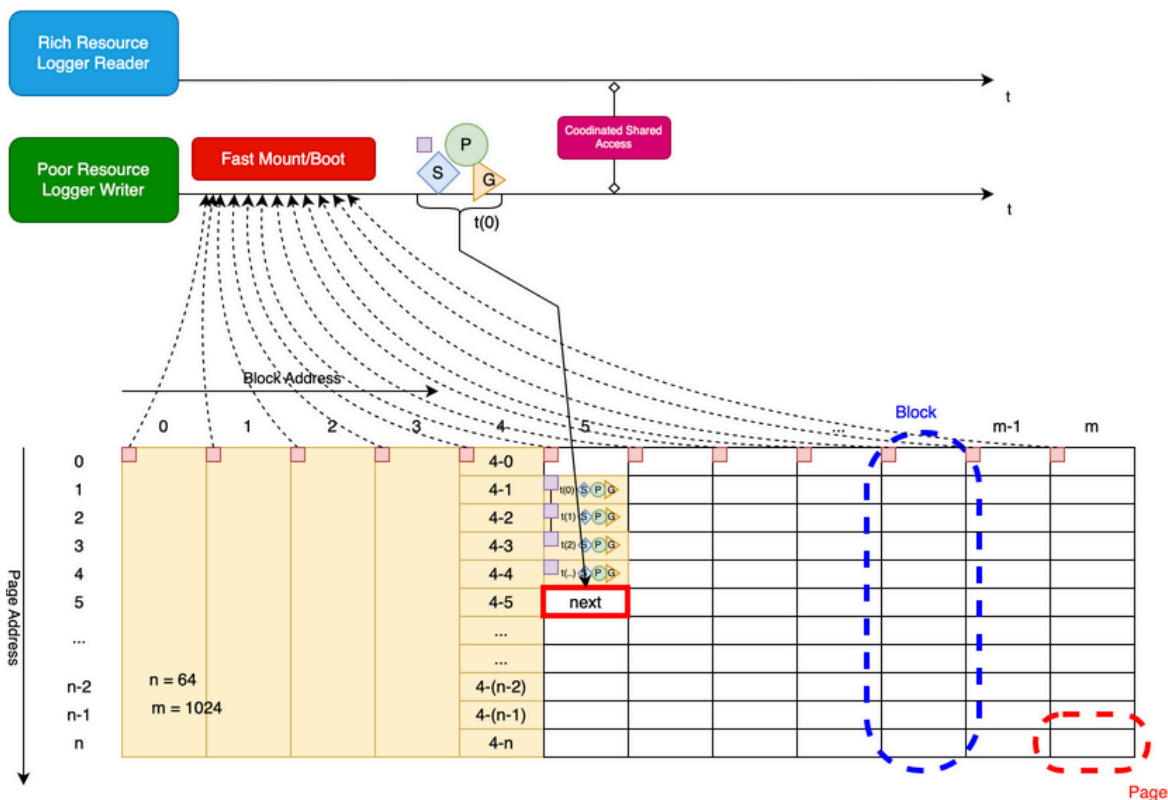 Rich Resource
Logger Reader
t
Poor Resource
Logger Writer
Fast Mount/Boot
P
S
G
t(0)
Coodinated Shared
Access
t
Block Address
Block
0 1 2 3 4 5 ... m-1 m
Page Address
0 4-0
1 4-1 t(0) S P G
2 4-2 t(1) S P G
3 4-3 t(2) S P G
4 4-4 t(..) S P G
5 4-5 next
... ...
...
n-2 4-(n-2)
n-1 4-(n-1)
n 4-n
n = 64
m = 1024
Page